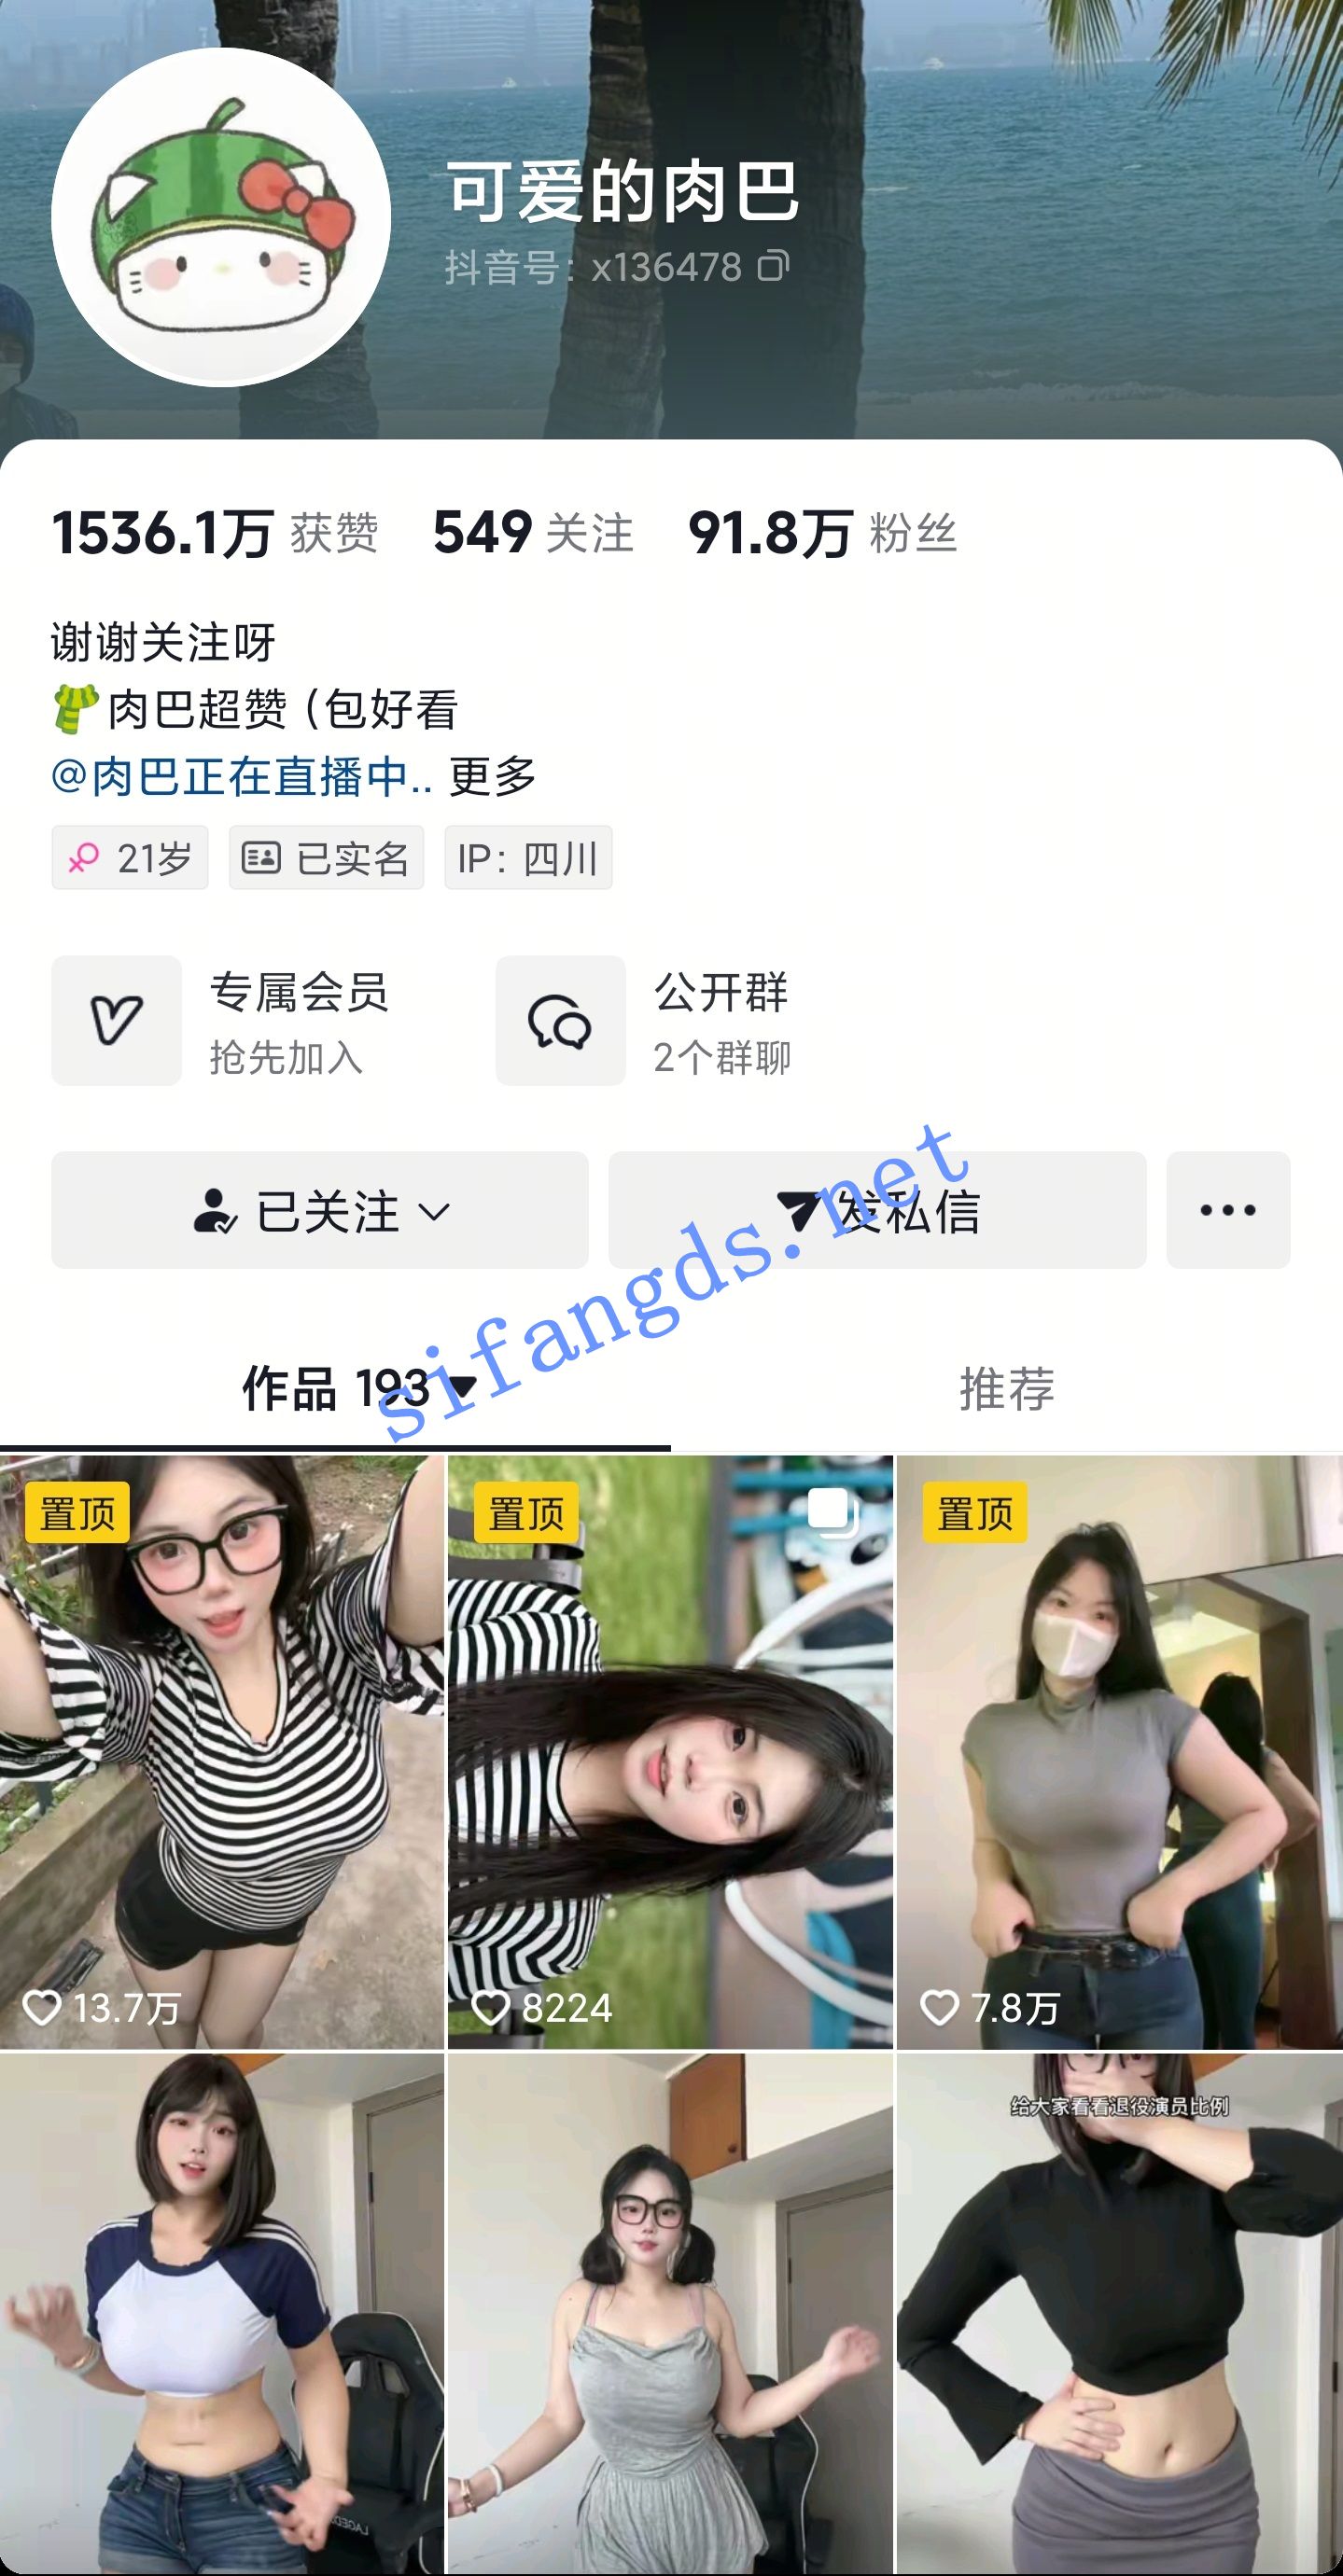 可爱的肉巴
抖音号：x136478
1536.1万 获赞 549 关注 91.8万 粉丝
谢谢关注呀
肉巴超赞（包好看
@肉巴正在直播中.. 更多
21岁 已实名 IP：四川
专属会员 公开群
抢先加入 2个群聊
已关注 发私信
sifangds.net
作品 193 推荐
置顶 置顶 置顶
13.7万 8224 7.8万
给大家看看退役演员比例